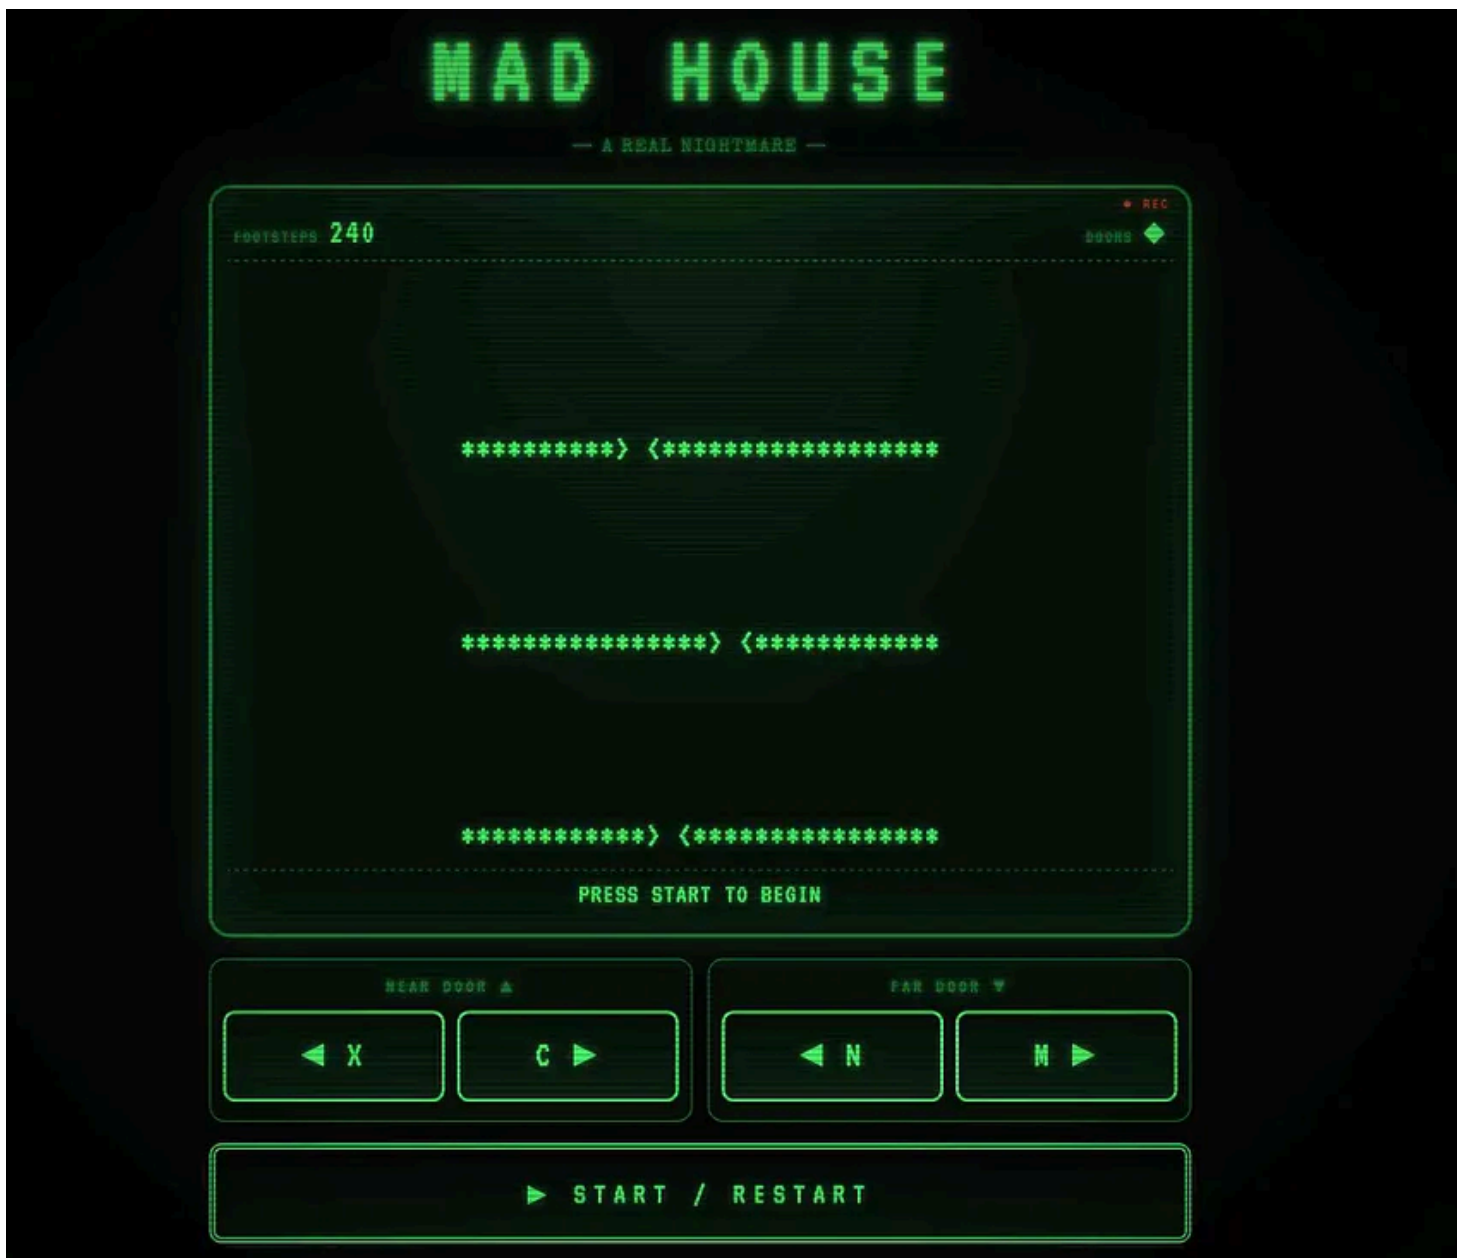 MAD HOUSE
— A REAL NIGHTMARE —
● REC
FOOTSTEPS 240
DOORS ◆
**********〉 〈******************
****************〉 〈************
************〉 〈****************
PRESS START TO BEGIN
NEAR DOOR ▲
FAR DOOR ▼
◀ X
C ▶
◀ N
M ▶
▶ START / RESTART